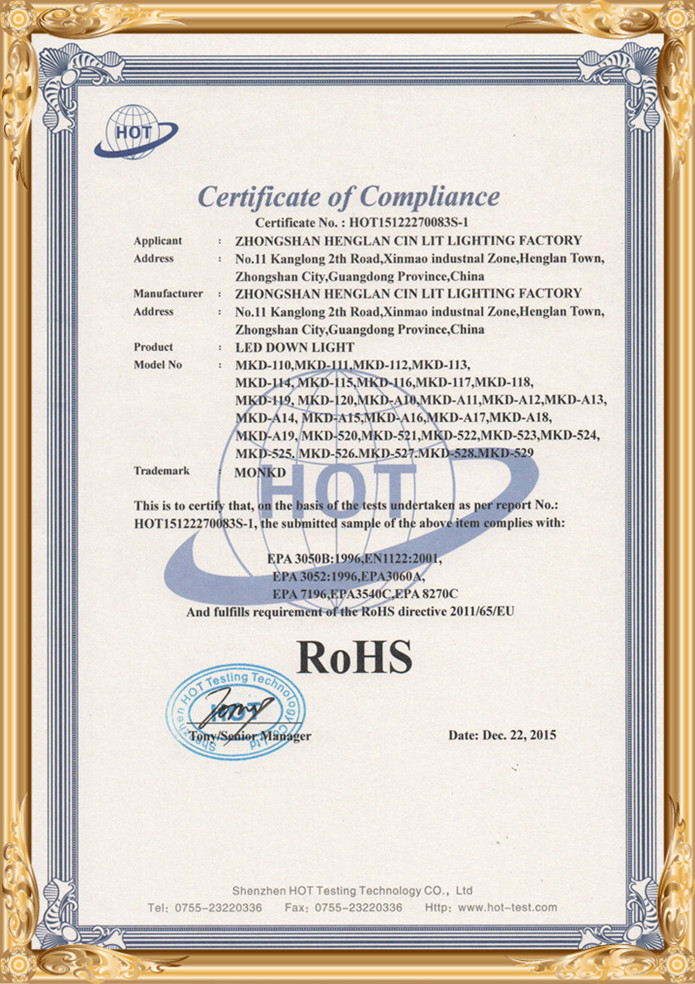 HOT
Certificate of Compliance
Certificate No. : HOT15122270083S-1
Applicant : ZHONGSHAN HENGLAN CIN LIT LIGHTING FACTORY
Address : No.11 Kanglong 2th Road,Xinmao industnal Zone,Henglan Town,
Zhongshan City,Guangdong Province,China
Manufacturer : ZHONGSHAN HENGLAN CIN LIT LIGHTING FACTORY
Address : No.11 Kanglong 2th Road,Xinmao industnal Zone,Henglan Town,
Zhongshan City,Guangdong Province,China
Product : LED DOWN LIGHT
Model No : MKD-110,MKD-111,MKD-112,MKD-113,
MKD-114, MKD-115,MKD-116,MKD-117,MKD-118,
MKD-119, MKD-120,MKD-A10,MKD-A11,MKD-A12,MKD-A13,
MKD-A14, MKD-A15,MKD-A16,MKD-A17,MKD-A18,
MKD-A19, MKD-520,MKD-521,MKD-522,MKD-523,MKD-524,
MKD-525, MKD-526.MKD-527.MKD-528.MKD-529
Trademark : MONKD
HOT
This is to certify that, on the basis of the tests undertaken as per report No.:
HOT15122270083S-1, the submitted sample of the above item complies with:
EPA 3050B:1996,EN1122:2001,
EPA 3052:1996,EPA3060A,
EPA 7196,EPA3540C,EPA 8270C
And fulfills requirement of the RoHS directive 2011/65/EU
RoHS
Shenzhen HOT Testing Technology Co.,Ltd
HOT
Tony
Tony/Senior Manager
Date: Dec. 22, 2015
Shenzhen HOT Testing Technology CO., Ltd
Tel: 0755-23220336 Fax: 0755-23220336 Http: www.hot-test.com